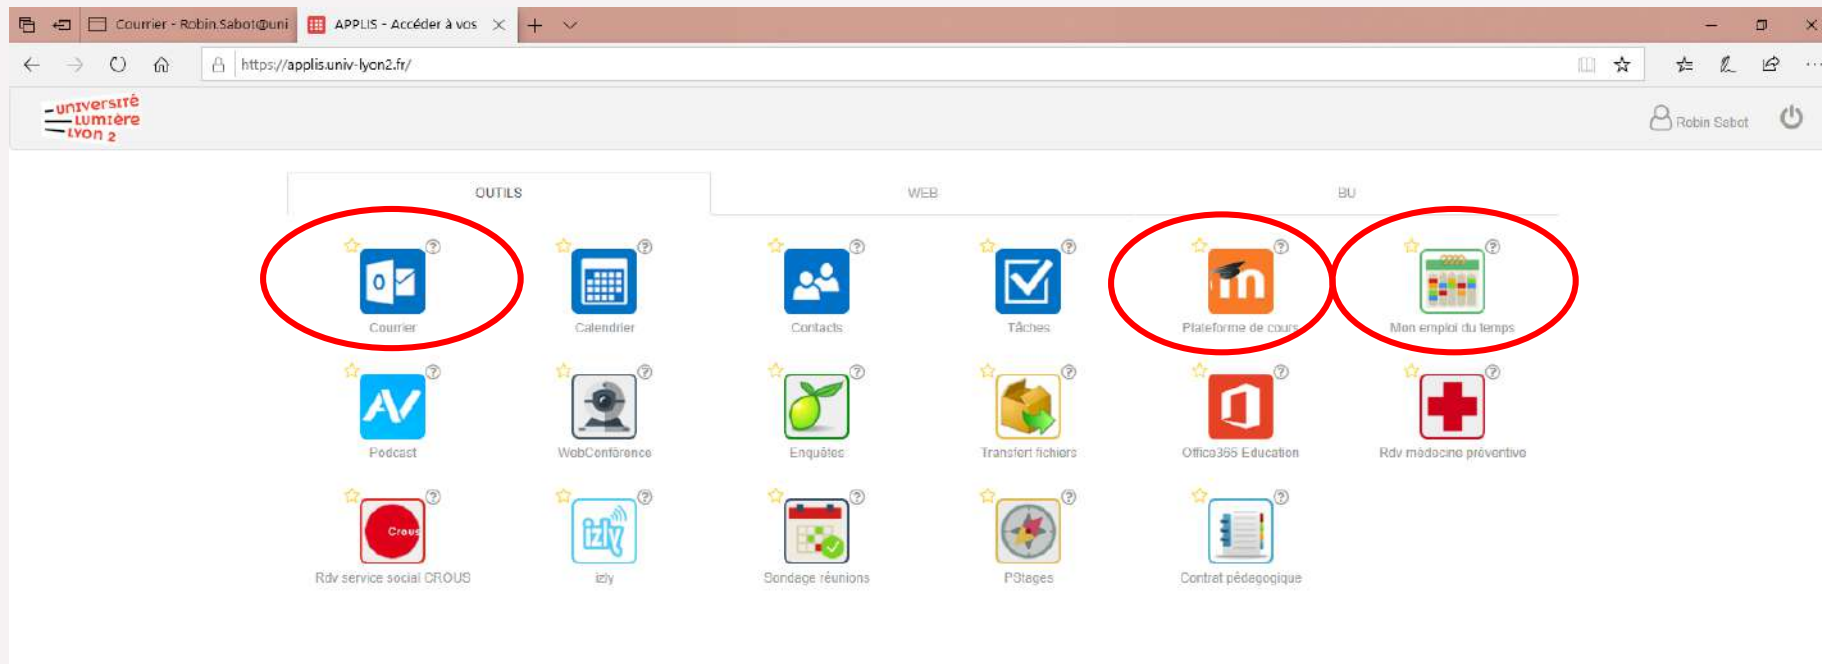 Courrier - Robin.Sabot@uni
APPLIS - Accéder à vos
https://applis.univ-lyon2.fr/
université
Lumière
Lyon 2
Robin Sabot
OUTILS
WEB
BU
Courrier
Calendrier
Contacts
Tâches
Plateforme de cours
Mon emploi du temps
Podcast
WebConférence
Enquêtes
Transfert fichiers
Office365 Education
Rdv médecine préventive
Crous
izly
Rdv service social CROUS
izly
Sondage réunions
PStages
Contrat pédagogique